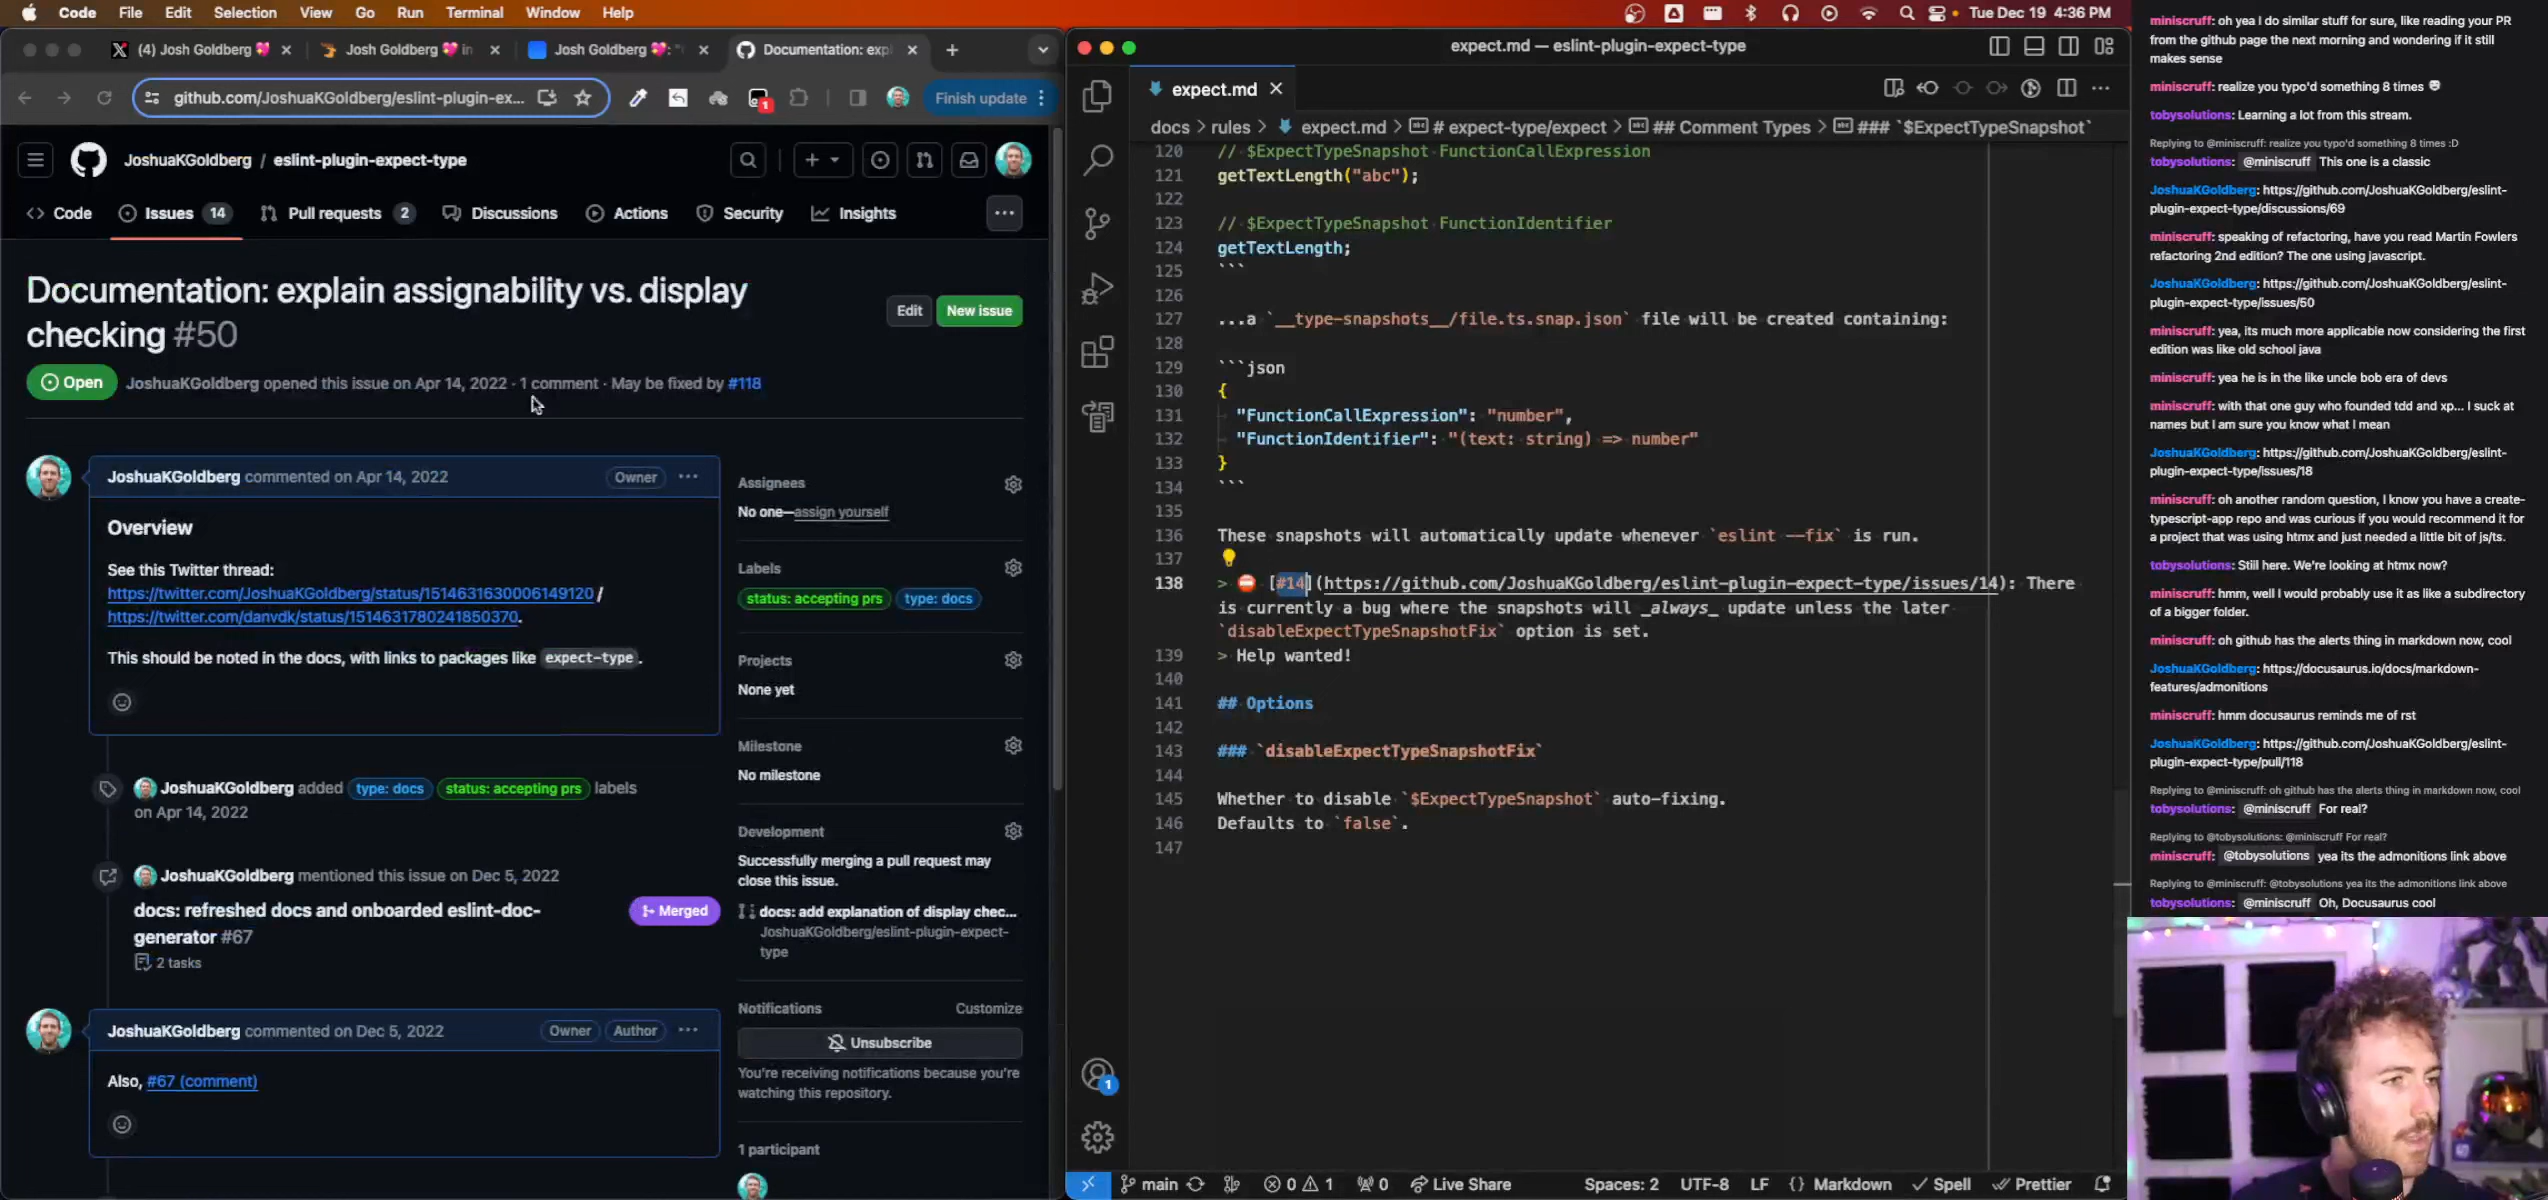 Code File Edit Selection View Go Run Terminal Window Help
Tue Dec 19 4:36 PM
(4) Josh Goldberg
Josh Goldberg in
Josh Goldberg : "
Documentation: exp
github.com/JoshuaKGoldberg/eslint-plugin-ex...
1
Finish update
JoshuaKGoldberg / eslint-plugin-expect-type
Code
Issues 14
Pull requests 2
Discussions
Actions
Security
Insights
Documentation: explain assignability vs. display
checking #50
Edit
New issue
Open
JoshuaKGoldberg opened this issue on Apr 14, 2022 · 1 comment · May be fixed by #118
JoshuaKGoldberg commented on Apr 14, 2022
Owner
Overview
See this Twitter thread:
https://twitter.com/JoshuaKGoldberg/status/1514631630006149120 /
https://twitter.com/danvdk/status/1514631780241850370.
This should be noted in the docs, with links to packages like expect-type.
JoshuaKGoldberg added type: docs status: accepting prs labels
on Apr 14, 2022
JoshuaKGoldberg mentioned this issue on Dec 5, 2022
docs: refreshed docs and onboarded eslint-doc-
generator #67
Merged
2 tasks
JoshuaKGoldberg commented on Dec 5, 2022
Owner
Author
Also, #67 (comment)
Assignees
No one—assign yourself
Labels
status: accepting prs
type: docs
Projects
None yet
Milestone
No milestone
Development
Successfully merging a pull request may
close this issue.
docs: add explanation of display chec...
JoshuaKGoldberg/eslint-plugin-expect-
type
Notifications
Customize
Unsubscribe
You're receiving notifications because you're
watching this repository.
1 participant
expect.md — eslint-plugin-expect-type
expect.md
docs > rules > expect.md > # expect-type/expect > ## Comment Types > ### `$ExpectTypeSnapshot`
120 // $ExpectTypeSnapshot FunctionCallExpression
121 getTextLength("abc");
122
123 // $ExpectTypeSnapshot FunctionIdentifier
124 getTextLength;
125 ```
126
127 ...a `__type-snapshots__/file.ts.snap.json` file will be created containing:
128
129 ```json
130 {
131 "FunctionCallExpression": "number",
132 "FunctionIdentifier": "(text: string) => number"
133 }
134 ```
135
136 These snapshots will automatically update whenever `eslint --fix` is run.
137
138 > ⛔ [#14](https://github.com/JoshuaKGoldberg/eslint-plugin-expect-type/issues/14): There
is currently a bug where the snapshots will _always_ update unless the later
`disableExpectTypeSnapshotFix` option is set.
139 > Help wanted!
140
141 ## Options
142
143 ### `disableExpectTypeSnapshotFix`
144
145 Whether to disable `$ExpectTypeSnapshot` auto-fixing.
146 Defaults to `false`.
147
1
main
0 1
0
Live Share
Spaces: 2
UTF-8
LF
{} Markdown
Spell
Prettier
miniscruff: oh yea I do similar stuff for sure, like reading your PR
from the github page the next morning and wondering if it still
makes sense
miniscruff: realize you typo'd something 8 times
tobysolutions: Learning a lot from this stream.
Replying to @miniscruff: realize you typo'd something 8 times :D
tobysolutions: @miniscruff This one is a classic
JoshuaKGoldberg: https://github.com/JoshuaKGoldberg/eslint-
plugin-expect-type/discussions/69
miniscruff: speaking of refactoring, have you read Martin Fowlers
refactoring 2nd edition? The one using javascript.
JoshuaKGoldberg: https://github.com/JoshuaKGoldberg/eslint-
plugin-expect-type/issues/50
miniscruff: yea, its much more applicable now considering the first
edition was like old school java
miniscruff: yea he is in the like uncle bob era of devs
miniscruff: with that one guy who founded tdd and xp... I suck at
names but I am sure you know what I mean
JoshuaKGoldberg: https://github.com/JoshuaKGoldberg/eslint-
plugin-expect-type/issues/18
miniscruff: oh another random question, I know you have a create-
typescript-app repo and was curious if you would recommend it for
a project that was using htmx and just needed a little bit of js/ts.
tobysolutions: Still here. We're looking at htmx now?
miniscruff: hmm, well I would probably use it as like a subdirectory
of a bigger folder.
miniscruff: oh github has the alerts thing in markdown now, cool
JoshuaKGoldberg: https://docusaurus.io/docs/markdown-
features/admonitions
miniscruff: hmm docusaurus reminds me of rst
JoshuaKGoldberg: https://github.com/JoshuaKGoldberg/eslint-
plugin-expect-type/pull/118
Replying to @miniscruff: oh github has the alerts thing in markdown now, cool
tobysolutions: @miniscruff For real?
Replying to @tobysolutions: @miniscruff For real?
miniscruff: @tobysolutions yea its the admonitions link above
Replying to @miniscruff: @tobysolutions yea its the admonitions link above
tobysolutions: @miniscruff Oh, Docusaurus cool